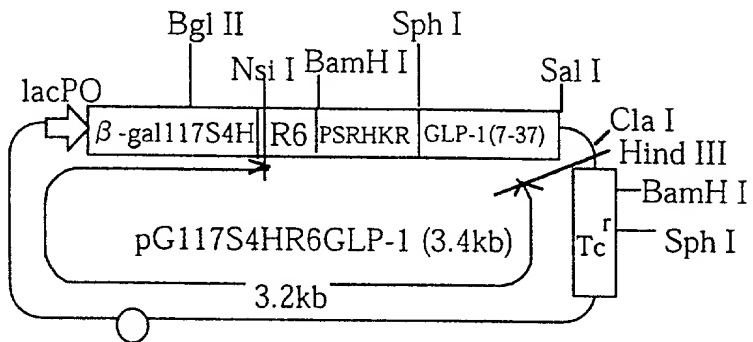 Bgl II
Sph I
Nsi I
BamH I
Sal I
lacPO
β-gal117S4H
R6
PSRHKR
GLP-1(7-37)
Cla I
Hind III
BamH I
Tc r
Sph I
pG117S4HR6GLP-1 (3.4kb)
3.2kb